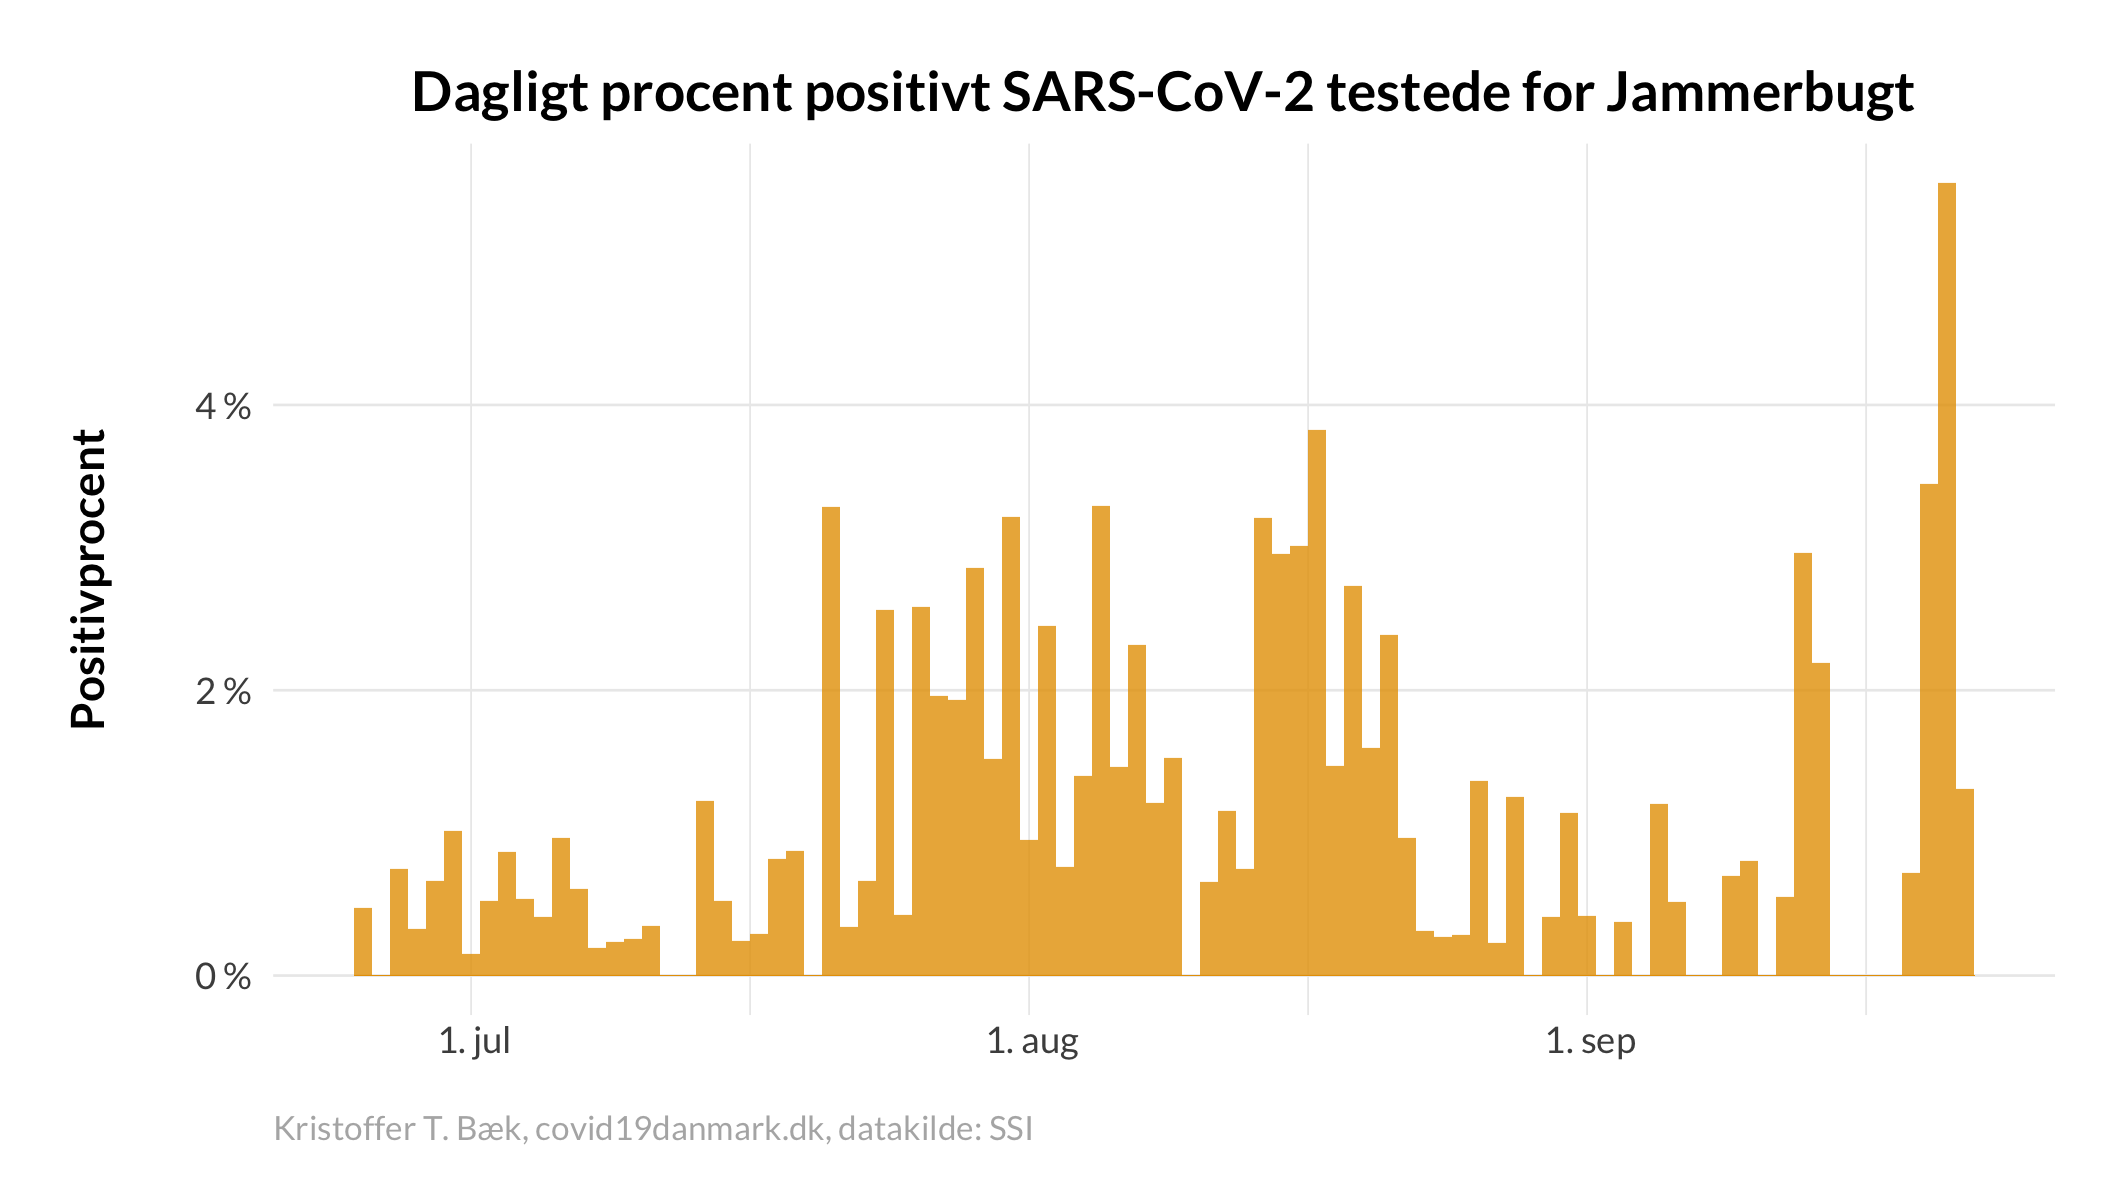 Dagligt procent positivt SARS-CoV-2 testede for Jammerbugt
Positivprocent
4 %
2 %
0 %
1. jul
1. aug
1. sep
Kristoffer T. Bæk, covid19danmark.dk, datakilde: SSI